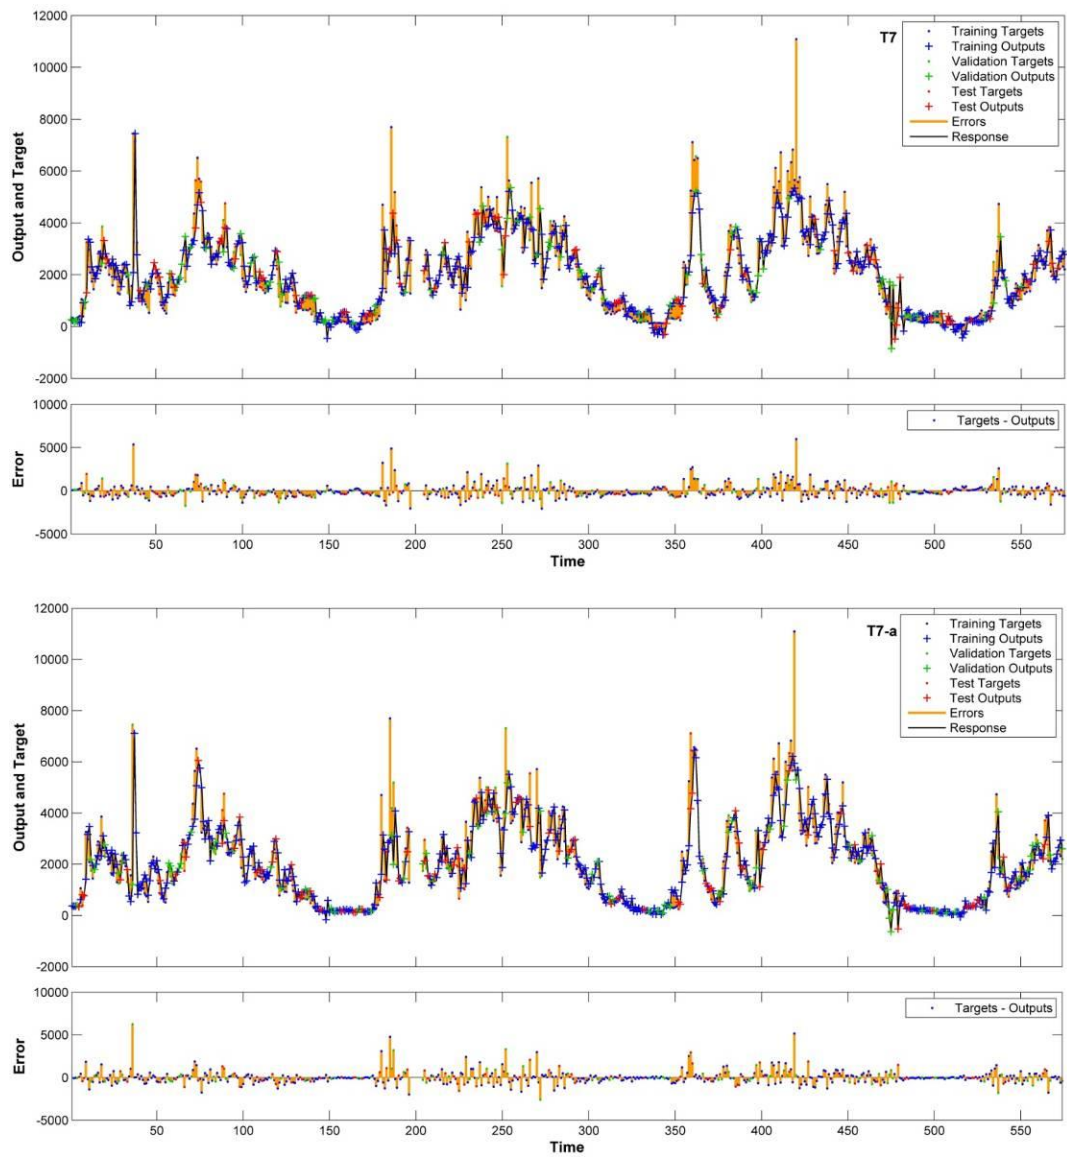 12000
10000
8000
6000
4000
2000
0
-2000
Output and Target
T7
Training Targets
Training Outputs
Validation Targets
Validation Outputs
Test Targets
Test Outputs
Errors
Response
10000
5000
0
-5000
Error
Targets - Outputs
50 100 150 200 250 300 350 400 450 500 550
Time
12000
10000
8000
6000
4000
2000
0
-2000
Output and Target
T7-a
Training Targets
Training Outputs
Validation Targets
Validation Outputs
Test Targets
Test Outputs
Errors
Response
10000
5000
0
-5000
Error
Targets - Outputs
50 100 150 200 250 300 350 400 450 500 550
Time